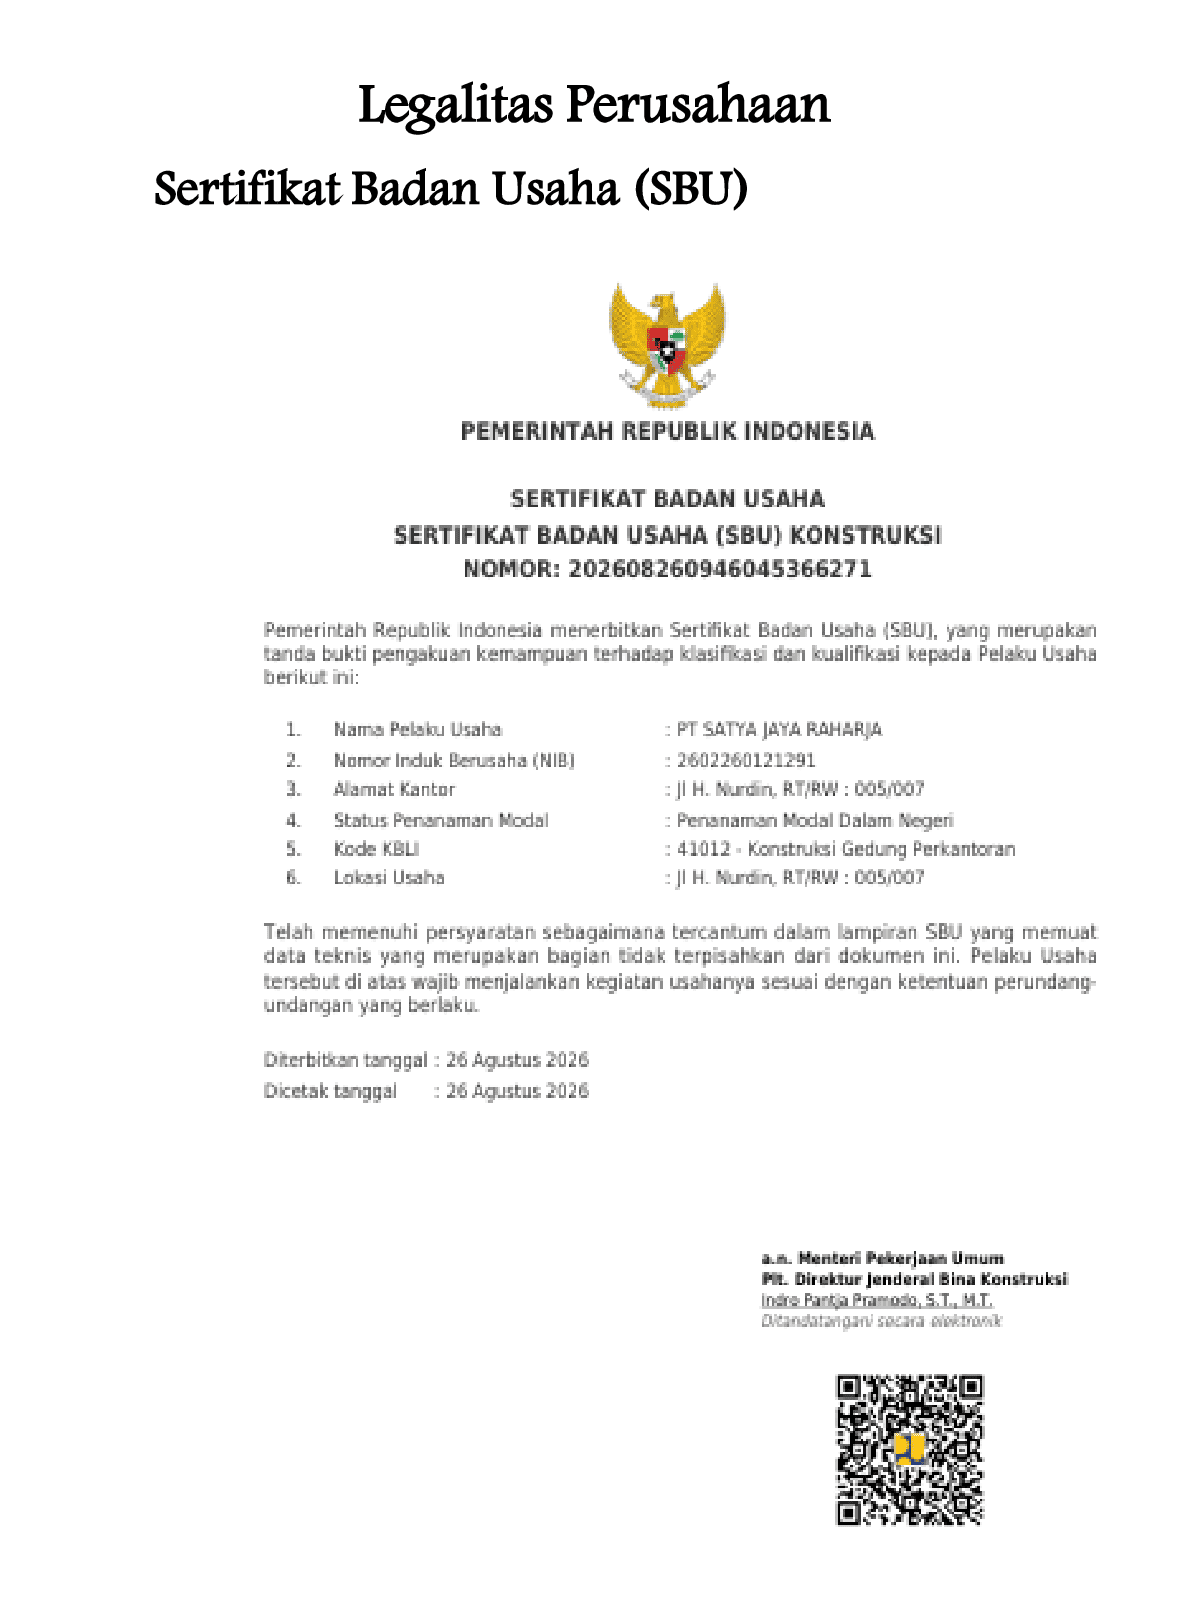 Legalitas Perusahaan
Sertifikat Badan Usaha (SBU)
PEMERINTAH REPUBLIK INDONESIA
SERTIFIKAT BADAN USAHA
SERTIFIKAT BADAN USAHA (SBU) KONSTRUKSI
NOMOR: 202608260946045366271
Pemerintah Republik Indonesia menerbitkan Sertifikat Badan Usaha (SBU), yang merupakan
tanda bukti pengakuan kemampuan terhadap klasifikasi dan kualifikasi kepada Pelaku Usaha
berikut ini:
1. Nama Pelaku Usaha : PT SATYA JAYA RAHARJA
2. Nomor Induk Berusaha (NIB) : 2602260121291
3. Alamat Kantor : Jl H. Nurdin, RT/RW : 005/007
4. Status Penanaman Modal : Penanaman Modal Dalam Negeri
5. Kode KBLI : 41012 - Konstruksi Gedung Perkantoran
6. Lokasi Usaha : Jl H. Nurdin, RT/RW : 005/007
Telah memenuhi persyaratan sebagaimana tercantum dalam lampiran SBU yang memuat
data teknis yang merupakan bagian tidak terpisahkan dari dokumen ini. Pelaku Usaha
tersebut di atas wajib menjalankan kegiatan usahanya sesuai dengan ketentuan perundang-
undangan yang berlaku.
Diterbitkan tanggal : 26 Agustus 2026
Dicetak tanggal : 26 Agustus 2026
a.n. Menteri Pekerjaan Umum
Plt. Direktur Jenderal Bina Konstruksi
Indro Pantja Pramodo, S.T., M.T.
Ditandatangani secara elektronik